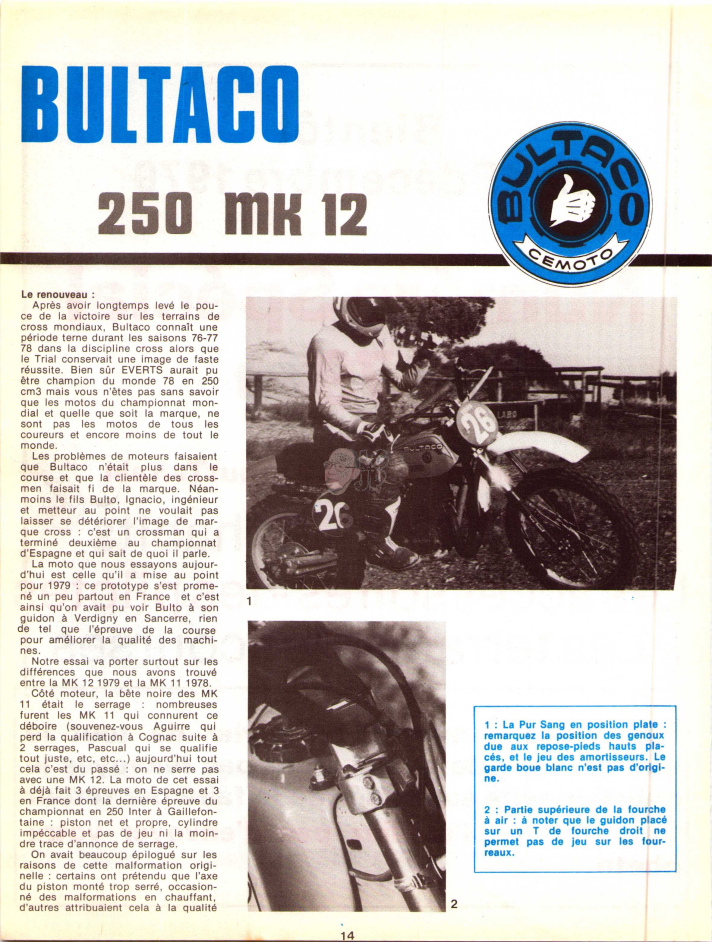 BULTACO
250 MK 12
BULTACO
CEMOTO
Le renouveau :
Après avoir longtemps levé le pou-
ce de la victoire sur les terrains de
cross mondiaux, Bultaco connaît une
période terne durant les saisons 76-77
78 dans la discipline cross alors que
le Trial conservait une image de faste
réussite. Bien sûr EVERTS aurait pu
être champion du monde 78 en 250
cm3 mais vous n'êtes pas sans savoir
que les motos du championnat mon-
dial et quelle que soit la marque, ne
sont pas les motos de tous les
coureurs et encore moins de tout le
monde.
Les problèmes de moteurs faisaient
que Bultaco n'était plus dans le
course et que la clientèle des cross-
men faisait fi de la marque. Néan-
moins le fils Bulto, Ignacio, ingénieur
et metteur au point ne voulait pas
laisser se détériorer l'image de mar-
que cross : c'est un crossman qui a
terminé deuxième au championnat
d'Espagne et qui sait de quoi il parle.
La moto que nous essayons aujour-
d'hui est celle qu'il a mise au point
pour 1979 : ce prototype s'est prome-
né un peu partout en France et c'est
ainsi qu'on avait pu voir Bulto à son
guidon à Verdigny en Sancerre, rien
de tel que l'épreuve de la course
pour améliorer la qualité des machi-
nes.
Notre essai va porter surtout sur les
différences que nous avons trouvé
entre la MK 12 1979 et la MK 11 1978.
Côté moteur, la bête noire des MK
11 était le serrage : nombreuses
furent les MK 11 qui connurent ce
déboire (souvenez-vous Aguirre qui
perd la qualification à Cognac suite à
2 serrages, Pascual qui se qualifie
tout juste, etc, etc...) aujourd'hui tout
cela c'est du passé : on ne serre pas
avec une MK 12. La moto de cet essai
à déjà fait 3 épreuves en Espagne et 3
en France dont la dernière épreuve du
championnat en 250 Inter à Gaillefon-
taine : piston net et propre, cylindre
impéccable et pas de jeu ni la moin-
dre trace d'annonce de serrage.
On avait beaucoup épilogué sur les
raisons de cette malformation origi-
nelle : certains ont prétendu que l'axe
du piston monté trop serré, occasion-
né des malformations en chauffant,
d'autres attribuaient cela à la qualité
LABO
26
BULTACO
26
1
2
1 : La Pur Sang en position plate :
remarquez la position des genoux
due aux repose-pieds hauts pla-
cés, et le jeu des amortisseurs. Le
garde boue blanc n'est pas d'origi-
ne.
2 : Partie supérieure de la fourche
à air : à noter que le guidon placé
sur un T de fourche droit ne
permet pas de jeu sur les four-
reaux.
14